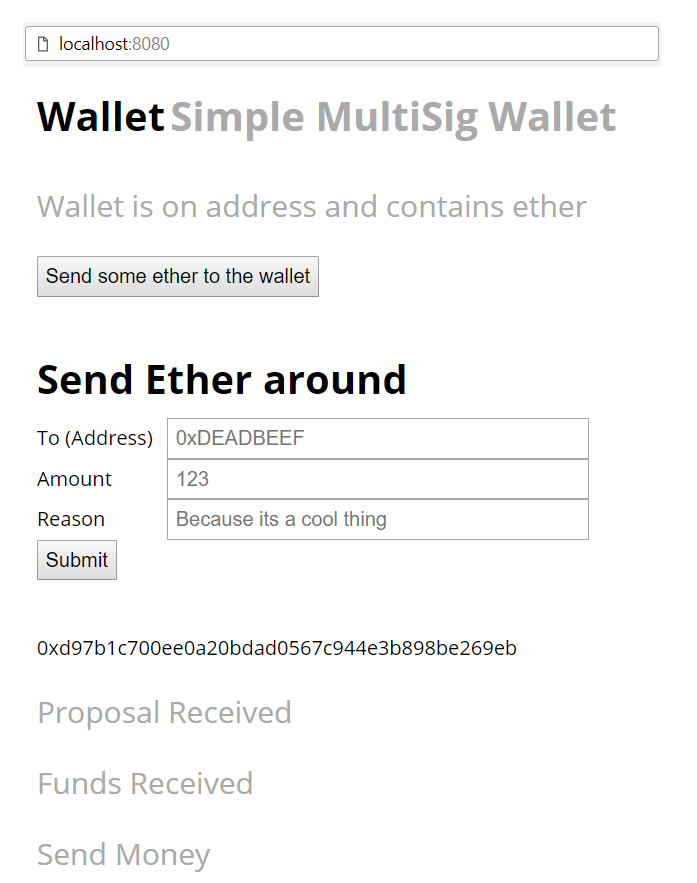 localhost:8080
Wallet Simple MultiSig Wallet
Wallet is on address and contains ether
Send some ether to the wallet
Send Ether around
To (Address) 0xDEADBEEF
Amount 123
Reason Because its a cool thing
Submit
0xd97b1c700ee0a20bdad0567c944e3b898be269eb
Proposal Received
Funds Received
Send Money